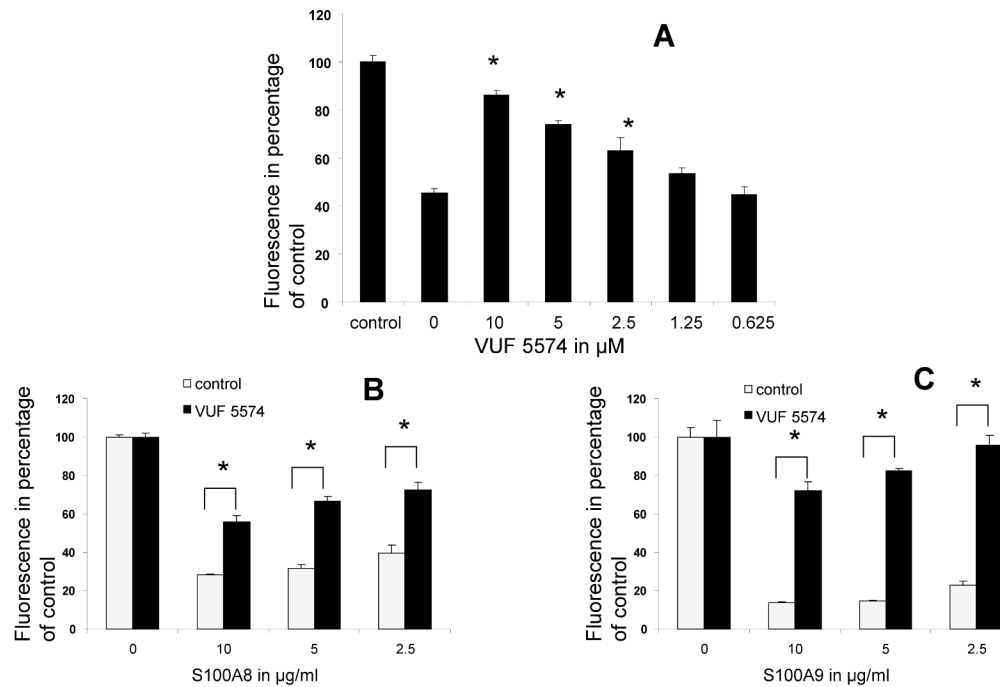 A
Fluorescence in percentage
of control
120
100
80
60
40
20
0
*
*
*
control 0 10 5 2.5 1.25 0.625
VUF 5574 in µM
B
control
VUF 5574
Fluorescence in percentage
of control
120
100
80
60
40
20
0
*
*
*
0 10 5 2.5
S100A8 in µg/ml
C
control
VUF 5574
Fluorescence in percentage
of control
120
100
80
60
40
20
0
*
*
*
0 10 5 2.5
S100A9 in µg/ml